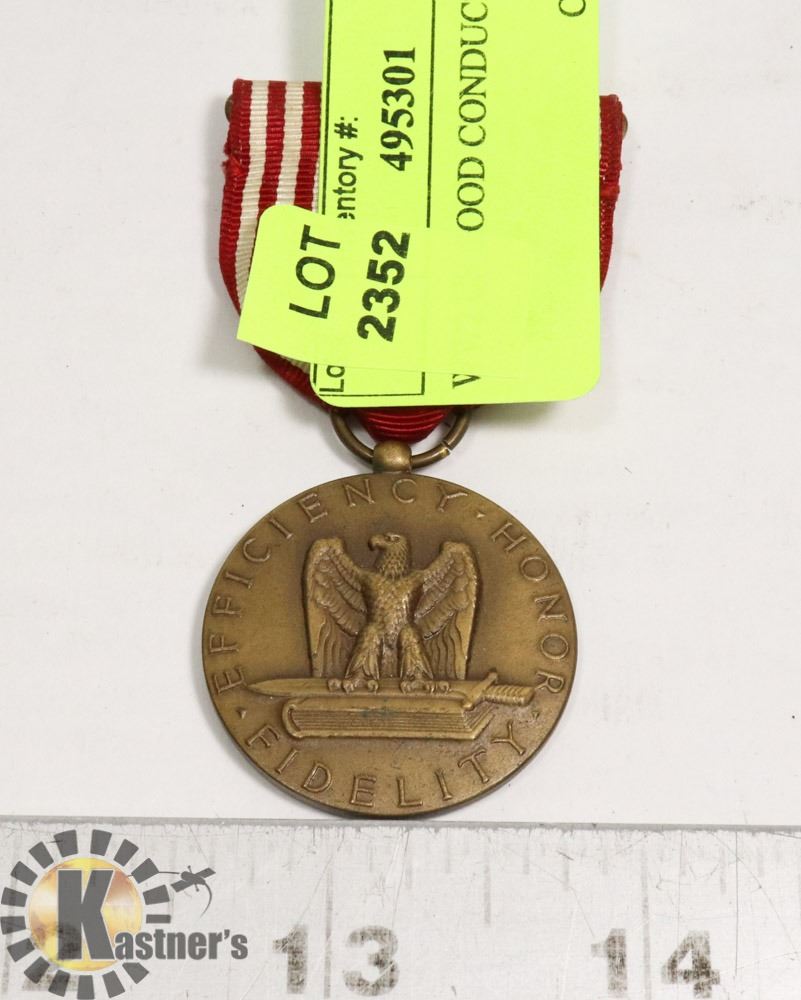 entory #:
495301
OOD CONDUC
LOT
2352
EFFICIENCY · HONOR
· FIDELITY ·
Kastner's
13
14